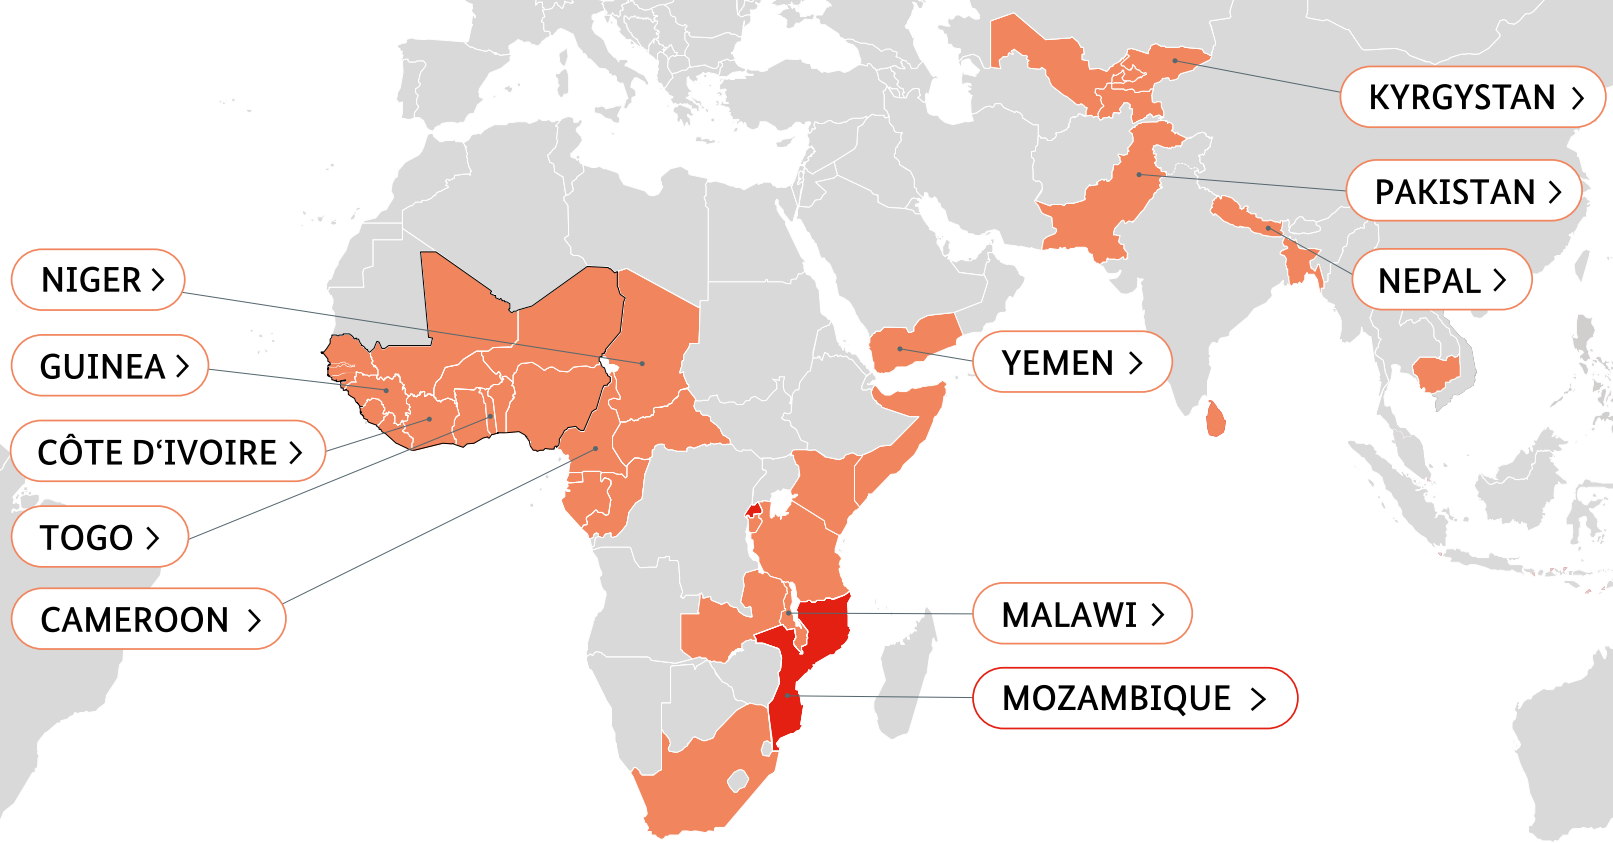 KYRGYSTAN >
PAKISTAN >
NIGER >
NEPAL >
GUINEA >
YEMEN >
CÔTE D‘IVOIRE >
TOGO >
CAMEROON >
MALAWI >
MOZAMBIQUE >